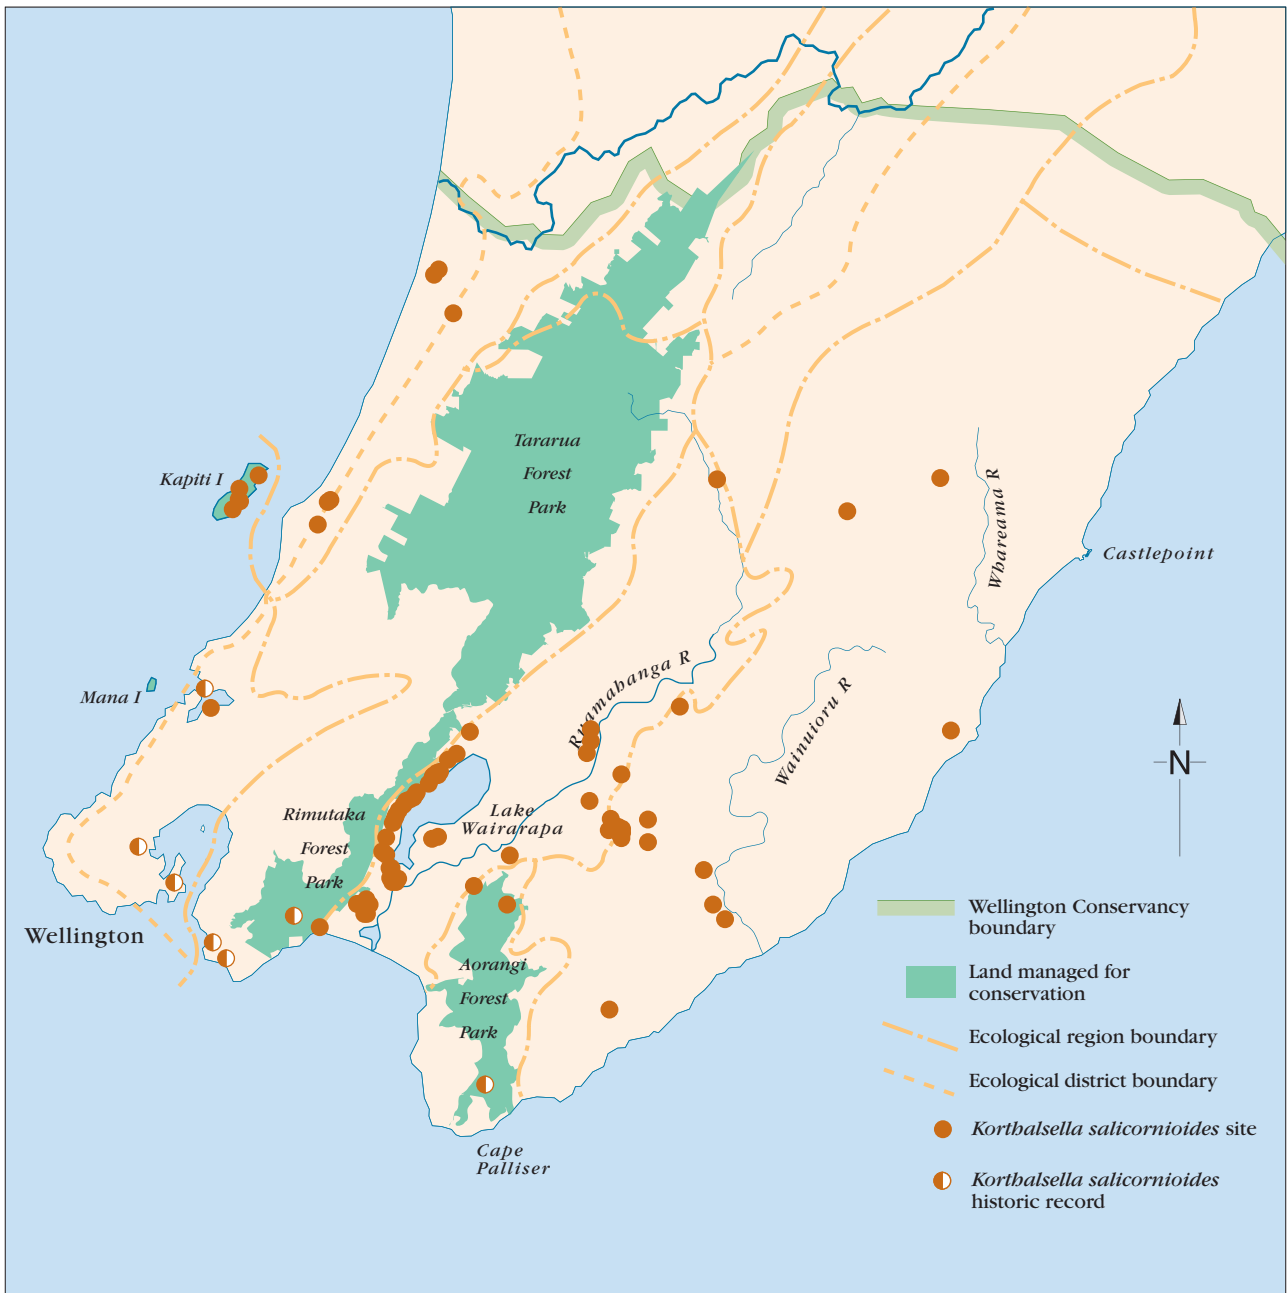 Tararua
Forest
Park
Kapiti I
Whareama R
Castlepoint
Ruamahanga R
Mana I
Wainuioru R
Rimutaka
Forest
Park
Lake
Wairarapa
N
Wellington
Aorangi
Forest
Park
Cape
Palliser
Wellington Conservancy
boundary
Land managed for
conservation
Ecological region boundary
Ecological district boundary
Korthalsella salicornioides site
Korthalsella salicornioides
historic record